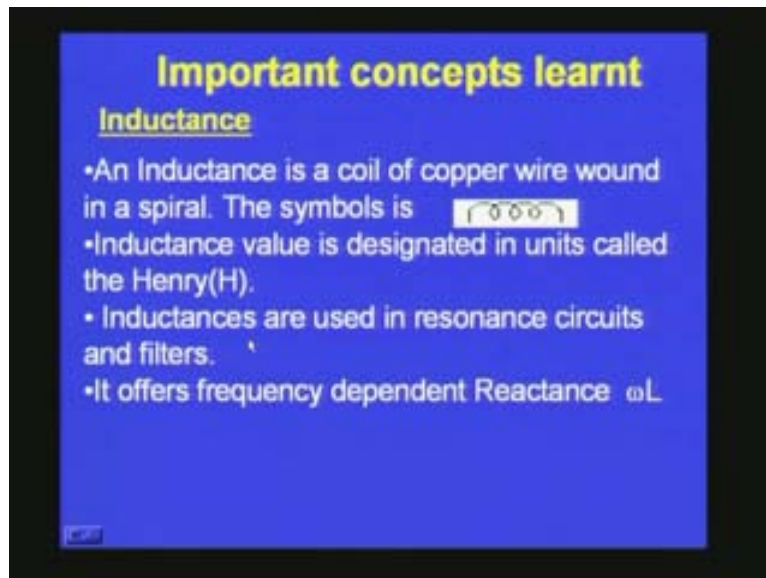 Important concepts learnt
Inductance
•An Inductance is a coil of copper wire wound
in a spiral. The symbols is
•Inductance value is designated in units called
the Henry(H).
• Inductances are used in resonance circuits
and filters.
•It offers frequency dependent Reactance ωL